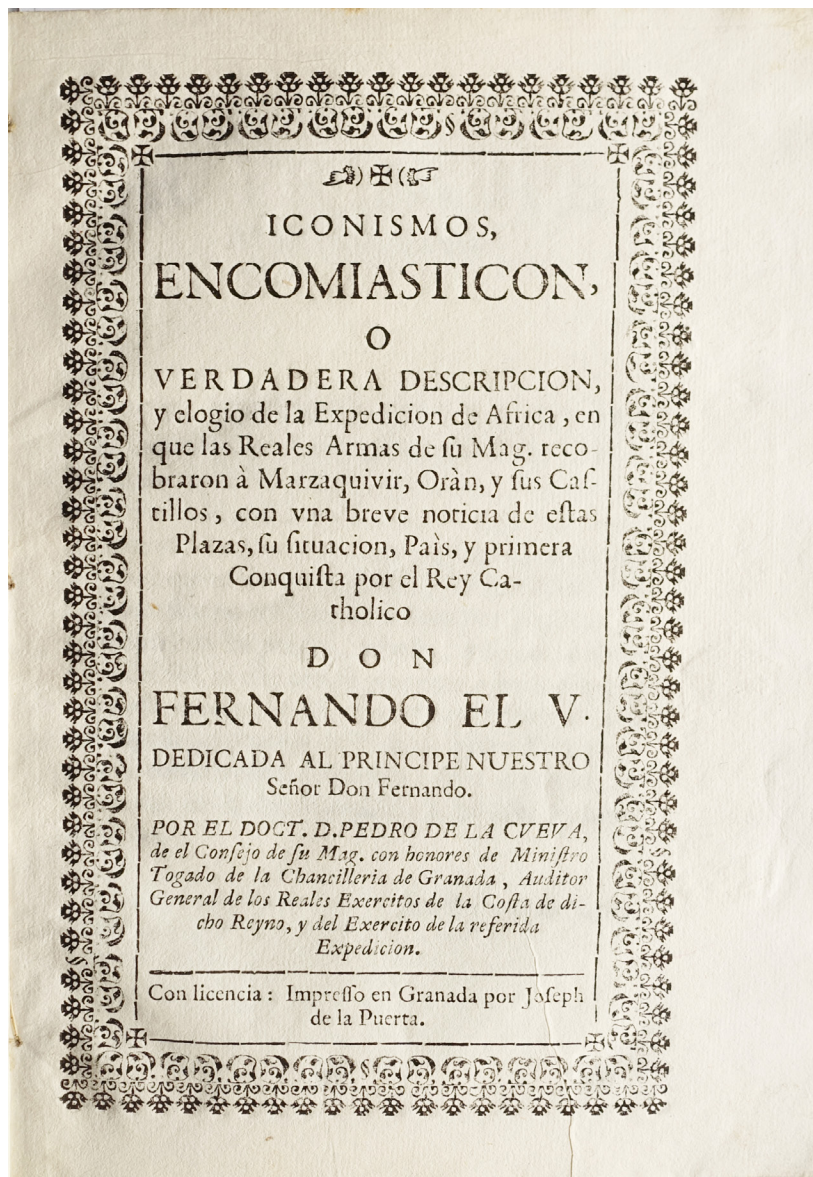 ICONISMOS,
ENCOMIASTICON,
O
VERDADERA DESCRIPCION,
y elogio de la Expedicion de Africa, en
que las Reales Armas de ſu Mag. reco-
braron à Marzaquivir, Oràn, y ſus Caſ-
tillos, con vna breve noticia de eſtas
Plazas, ſu ſituacion, Paìs, y primera
Conquiſta por el Rey Ca-
tholico
DON
FERNANDO EL V.
DEDICADA AL PRINCIPE NUESTRO
Señor Don Fernando.
POR EL DOCT. D. PEDRO DE LA CVEVA,
de el Conſejo de ſu Mag. con honores de Miniſtro
Togado de la Chancilleria de Granada, Auditor
General de los Reales Exercitos de la Coſta de di-
cho Reyno, y del Exercito de la referida
Expedicion.
Con licencia: Impreſſo en Granada por Joſeph
de la Puerta.